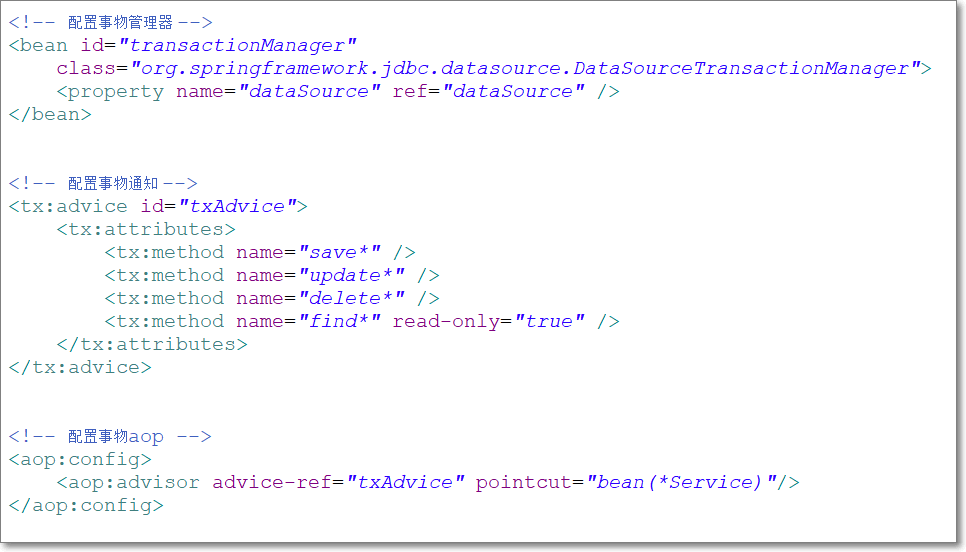 <!-- 配置事物管理器 -->
<bean id="transactionManager"
    class="org.springframework.jdbc.datasource.DataSourceTransactionManager">
    <property name="dataSource" ref="dataSource" />
</bean>
<!-- 配置事物通知 -->
<tx:advice id="txAdvice">
    <tx:attributes>
        <tx:method name="save*" />
        <tx:method name="update*" />
        <tx:method name="delete*" />
        <tx:method name="find*" read-only="true" />
    </tx:attributes>
</tx:advice>
<!-- 配置事物aop -->
<aop:config>
    <aop:advisor advice-ref="txAdvice" pointcut="bean(*Service)"/>
</aop:config>